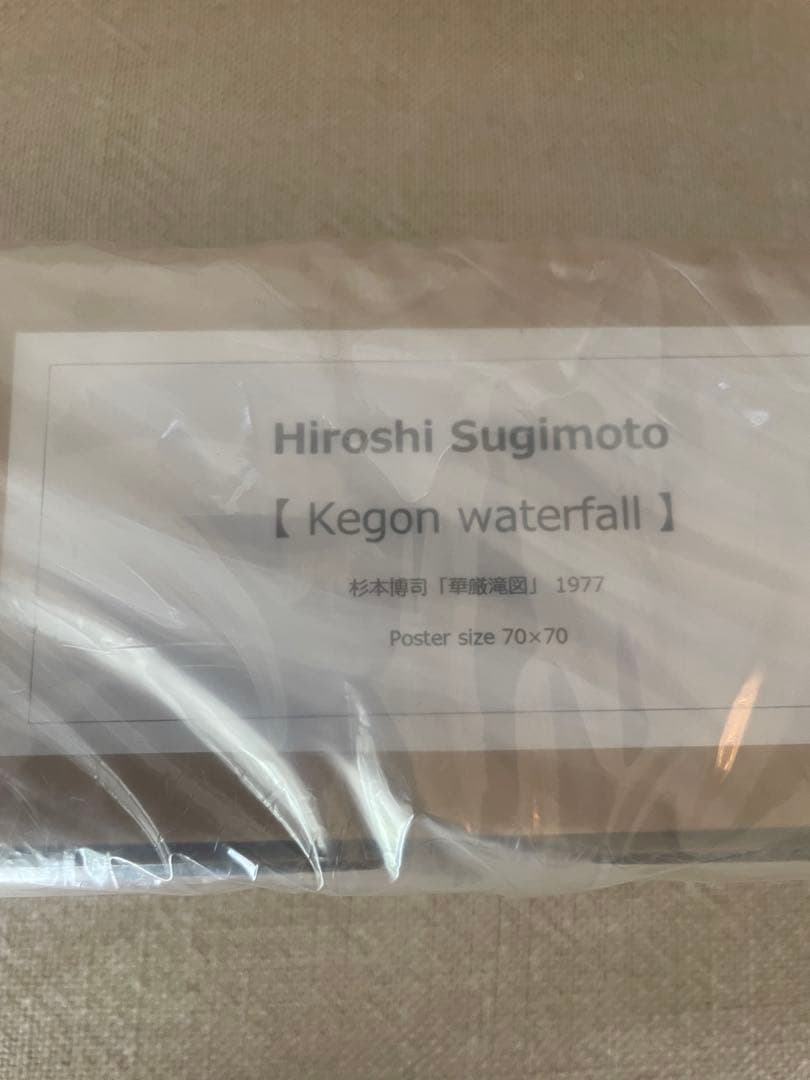 Hiroshi Sugimoto
【 Kegon waterfall 】
杉本博司「華厳滝図」 1977
Poster size 70×70